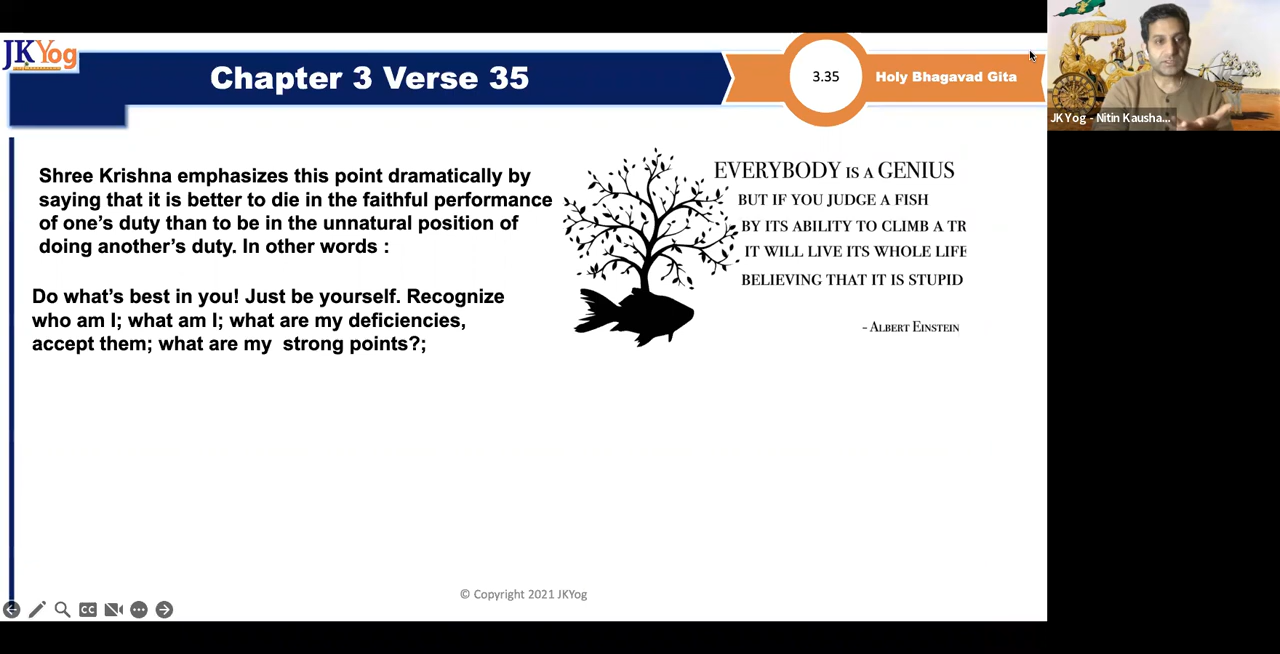 JKYog
Chapter 3 Verse 35
3.35
Holy Bhagavad Gita
JKYog - Nitin Kausha...
Shree Krishna emphasizes this point dramatically by
saying that it is better to die in the faithful performance
of one’s duty than to be in the unnatural position of
doing another’s duty. In other words :
Do what’s best in you! Just be yourself. Recognize
who am I; what am I; what are my deficiencies,
accept them; what are my strong points?;
EVERYBODY IS A GENIUS
BUT IF YOU JUDGE A FISH
BY ITS ABILITY TO CLIMB A TR
IT WILL LIVE ITS WHOLE LIFE
BELIEVING THAT IT IS STUPID
- ALBERT EINSTEIN
© Copyright 2021 JKYog
CC